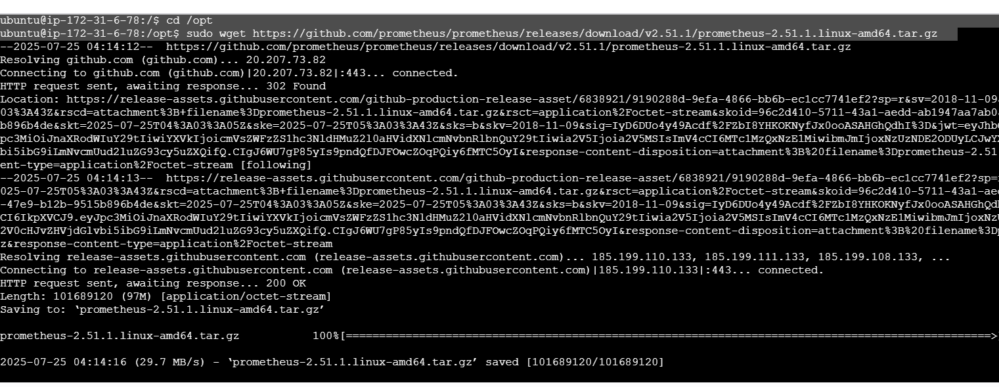 ubuntu@ip-172-31-6-78:/$ cd /opt
ubuntu@ip-172-31-6-78:/opt$ sudo wget https://github.com/prometheus/prometheus/releases/download/v2.51.1/prometheus-2.51.1.linux-amd64.tar.gz
--2025-07-25 04:14:12--  https://github.com/prometheus/prometheus/releases/download/v2.51.1/prometheus-2.51.1.linux-amd64.tar.gz
Resolving github.com (github.com)... 20.207.73.82
Connecting to github.com (github.com)|20.207.73.82|:443... connected.
HTTP request sent, awaiting response... 302 Found
Location: https://release-assets.githubusercontent.com/github-production-release-asset/6838921/9190288d-9efa-4866-bb6b-ec1cc7741ef2?sp=r&sv=2018-11-09
03%3A43Z&rscd=attachment%3B+filename%3Dprometheus-2.51.1.linux-amd64.tar.gz&rsct=application%2Foctet-stream&skoid=96c2d410-5711-43a1-aedd-ab1947aa7ab0
b896b4de&skt=2025-07-25T04%3A03%3A05Z&ske=2025-07-25T05%3A03%3A43Z&sks=b&skv=2018-11-09&sig=IyD6DUo4y49Acdf%2FZbI8YHKOKNyfJx0ooASAHGhQdhI%3D&jwt=eyJhb
pc3MiOiJnaXRodWIuY29tIiwiYXVkIjoicmVsZWFzZS1hc3NldHMuZ2l0aHVidXNlcmNvbnRlbnQuY29tIiwia2V5Ijoia2V5MSIsImV4cCI6MTc1MzQxNzE1MiwibmJmIjoxNzUzNDE2ODUyLCJwY
bi5ibG9iLmNvcmUud2luZG93cy5uZXQifQ.CIgJ6WU7gP85yIs9pndQfDJFOwcZOqPQiy6fMTC5OyI&response-content-disposition=attachment%3B%20filename%3Dprometheus-2.51
ent-type=application%2Foctet-stream [following]
--2025-07-25 04:14:13--  https://release-assets.githubusercontent.com/github-production-release-asset/6838921/9190288d-9efa-4866-bb6b-ec1cc7741ef2?sp=
025-07-25T05%3A03%3A43Z&rscd=attachment%3B+filename%3Dprometheus-2.51.1.linux-amd64.tar.gz&rsct=application%2Foctet-stream&skoid=96c2d410-5711-43a1-aed
-47e9-b12b-9515b896b4de&skt=2025-07-25T04%3A03%3A05Z&ske=2025-07-25T05%3A03%3A43Z&sks=b&skv=2018-11-09&sig=IyD6DUo4y49Acdf%2FZbI8YHKOKNyfJx0ooASAHGhQd
CI6IkpXVCJ9.eyJpc3MiOiJnaXRodWIuY29tIiwiYXVkIjoicmVsZWFzZS1hc3NldHMuZ2l0aHVidXNlcmNvbnRlbnQuY29tIiwia2V5Ijoia2V5MSIsImV4cCI6MTc1MzQxNzE1MiwibmJmIjoxNz
2V0cHJvZHVjdGlvbi5ibG9iLmNvcmUud2luZG93cy5uZXQifQ.CIgJ6WU7gP85yIs9pndQfDJFOwcZOqPQiy6fMTC5OyI&response-content-disposition=attachment%3B%20filename%3D
z&response-content-type=application%2Foctet-stream
Resolving release-assets.githubusercontent.com (release-assets.githubusercontent.com)... 185.199.110.133, 185.199.111.133, 185.199.108.133, ...
Connecting to release-assets.githubusercontent.com (release-assets.githubusercontent.com)|185.199.110.133|:443... connected.
HTTP request sent, awaiting response... 200 OK
Length: 101689120 (97M) [application/octet-stream]
Saving to: ‘prometheus-2.51.1.linux-amd64.tar.gz’
prometheus-2.51.1.linux-amd64.tar.gz           100%[=================================================================================================>
2025-07-25 04:14:16 (29.7 MB/s) - ‘prometheus-2.51.1.linux-amd64.tar.gz’ saved [101689120/101689120]